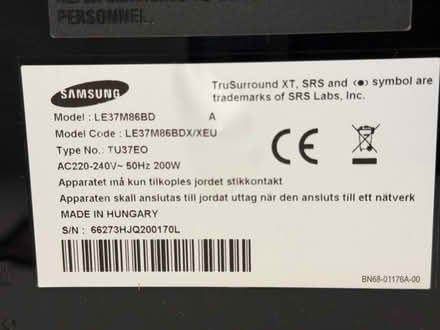 PERSONNEL.
SAMSUNG
TruSurround XT, SRS and (●) symbol are
trademarks of SRS Labs, Inc.
Model : LE37M86BD A
Model Code : LE37M86BDX/XEU
Type No.: TU37EO
AC220-240V~ 50Hz 200W
Apparatet må kun tilkoples jordet stikkontakt
Apparaten skall anslutas till jordat uttag när den ansluts till ett nätverk
MADE IN HUNGARY
S/N : 66273HJQ200170L
CE
BN68-01176A-00